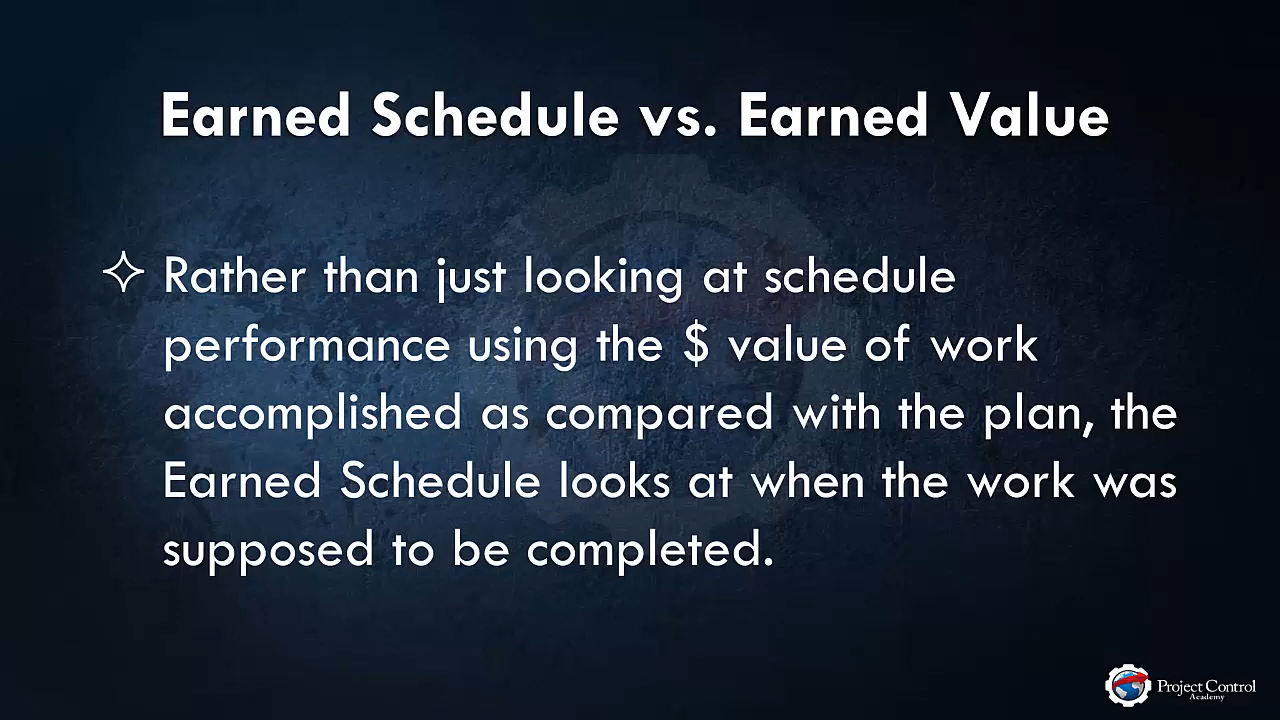 Earned Schedule vs. Earned Value
Rather than just looking at schedule
performance using the $ value of work
accomplished as compared with the plan, the
Earned Schedule looks at when the work was
supposed to be completed.
Project Control
Academy